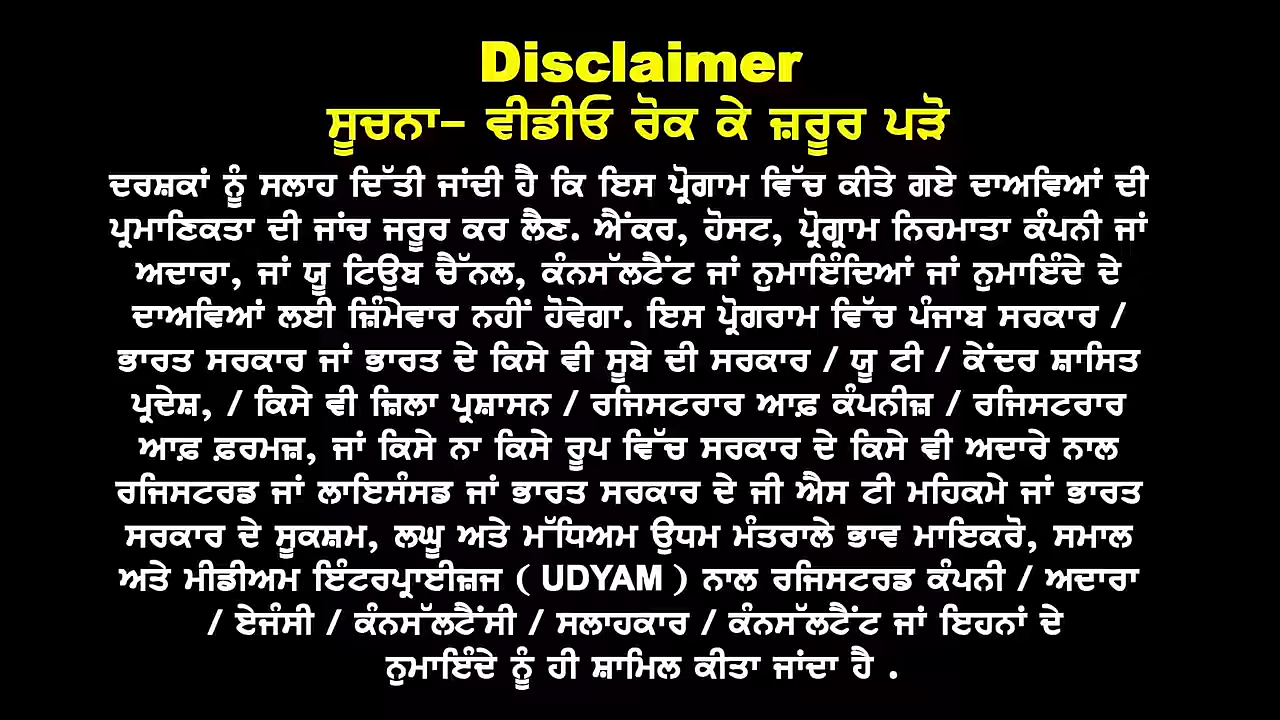 Disclaimer
ਸੂਚਨਾ- ਵੀਡੀਓ ਰੋਕ ਕੇ ਜ਼ਰੂਰ ਪੜੋ
ਦਰਸ਼ਕਾਂ ਨੂੰ ਸਲਾਹ ਦਿੱਤੀ ਜਾਂਦੀ ਹੈ ਕਿ ਇਸ ਪ੍ਰੋਗਾਮ ਵਿੱਚ ਕੀਤੇ ਗਏ ਦਾਅਵਿਆਂ ਦੀ
ਪ੍ਰਮਾਣਿਕਤਾ ਦੀ ਜਾਂਚ ਜਰੂਰ ਕਰ ਲੈਣ. ਐਂਕਰ, ਹੋਸਟ, ਪ੍ਰੋਗ੍ਰਾਮ ਨਿਰਮਾਤਾ ਕੰਪਨੀ ਜਾਂ
ਅਦਾਰਾ, ਜਾਂ ਯੂ ਟਿਉਬ ਚੈੱਨਲ, ਕੰਨਸੱਲਟੈਂਟ ਜਾਂ ਨੁਮਾਇੰਦਿਆਂ ਜਾਂ ਨੁਮਾਇੰਦੇ ਦੇ
ਦਾਅਵਿਆਂ ਲਈ ਜ਼ਿੰਮੇਵਾਰ ਨਹੀਂ ਹੋਵੇਗਾ. ਇਸ ਪ੍ਰੋਗਰਾਮ ਵਿੱਚ ਪੰਜਾਬ ਸਰਕਾਰ /
ਭਾਰਤ ਸਰਕਾਰ ਜਾਂ ਭਾਰਤ ਦੇ ਕਿਸੇ ਵੀ ਸੂਬੇ ਦੀ ਸਰਕਾਰ / ਯੂ ਟੀ / ਕੇਂਦਰ ਸ਼ਾਸਿਤ
ਪ੍ਰਦੇਸ਼, / ਕਿਸੇ ਵੀ ਜ਼ਿਲਾ ਪ੍ਰਸ਼ਾਸਨ / ਰਜਿਸਟਰਾਰ ਆਫ਼ ਕੰਪਨੀਜ਼ / ਰਜਿਸਟਰਾਰ
ਆਫ਼ ਫ਼ਰਮਜ਼, ਜਾਂ ਕਿਸੇ ਨਾ ਕਿਸੇ ਰੂਪ ਵਿੱਚ ਸਰਕਾਰ ਦੇ ਕਿਸੇ ਵੀ ਅਦਾਰੇ ਨਾਲ
ਰਜਿਸਟਰਡ ਜਾਂ ਲਾਇਸੰਸਡ ਜਾਂ ਭਾਰਤ ਸਰਕਾਰ ਦੇ ਜੀ ਐਸ ਟੀ ਮਹਿਕਮੇ ਜਾਂ ਭਾਰਤ
ਸਰਕਾਰ ਦੇ ਸੂਕਸ਼ਮ, ਲਘੂ ਅਤੇ ਮੱਧਿਅਮ ਉਧਮ ਮੰਤਰਾਲੇ ਭਾਵ ਮਾਇਕਰੋ, ਸਮਾਲ
ਅਤੇ ਮੀਡੀਅਮ ਇੰਟਰਪ੍ਰਾਈਜ਼ਜ ( UDYAM ) ਨਾਲ ਰਜਿਸਟਰਡ ਕੰਪਨੀ / ਅਦਾਰਾ
/ ਏਜੰਸੀ / ਕੰਨਸੱਲਟੈਂਸੀ / ਸਲਾਹਕਾਰ / ਕੰਨਸੱਲਟੈਂਟ ਜਾਂ ਇਹਨਾਂ ਦੇ
ਨੁਮਾਇੰਦੇ ਨੂੰ ਹੀ ਸ਼ਾਮਿਲ ਕੀਤਾ ਜਾਂਦਾ ਹੈ .